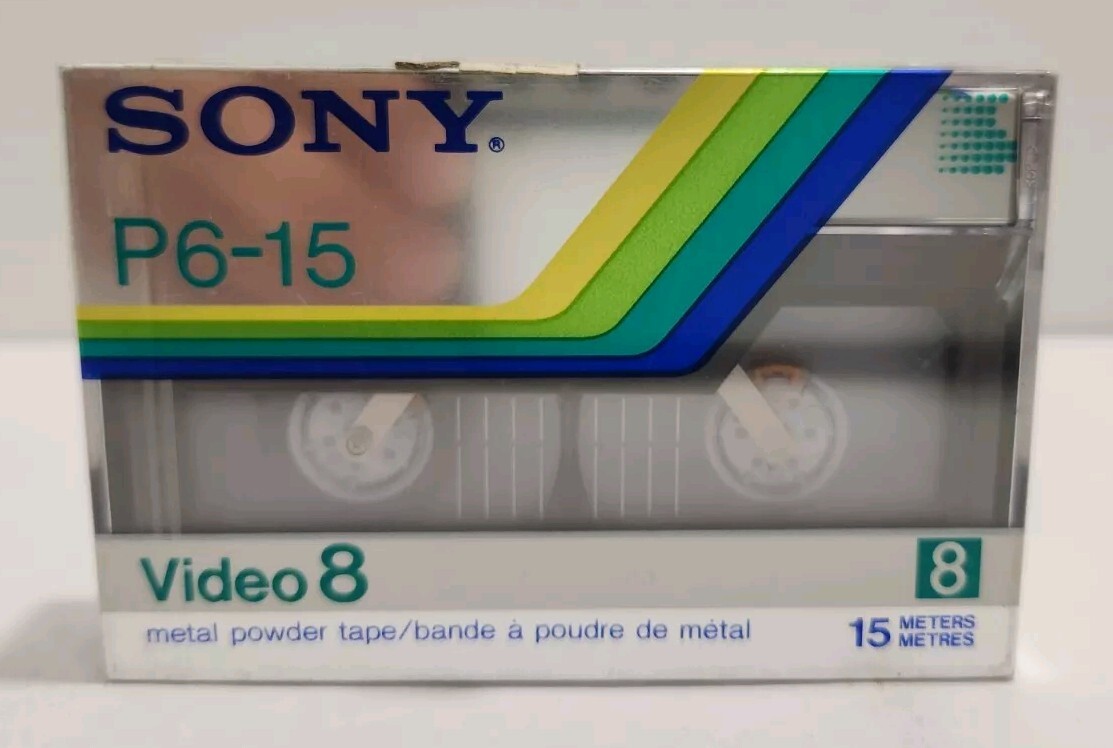 SONY®
P6-15
Video 8
8
metal powder tape/bande à poudre de métal
15 METERS
METRES